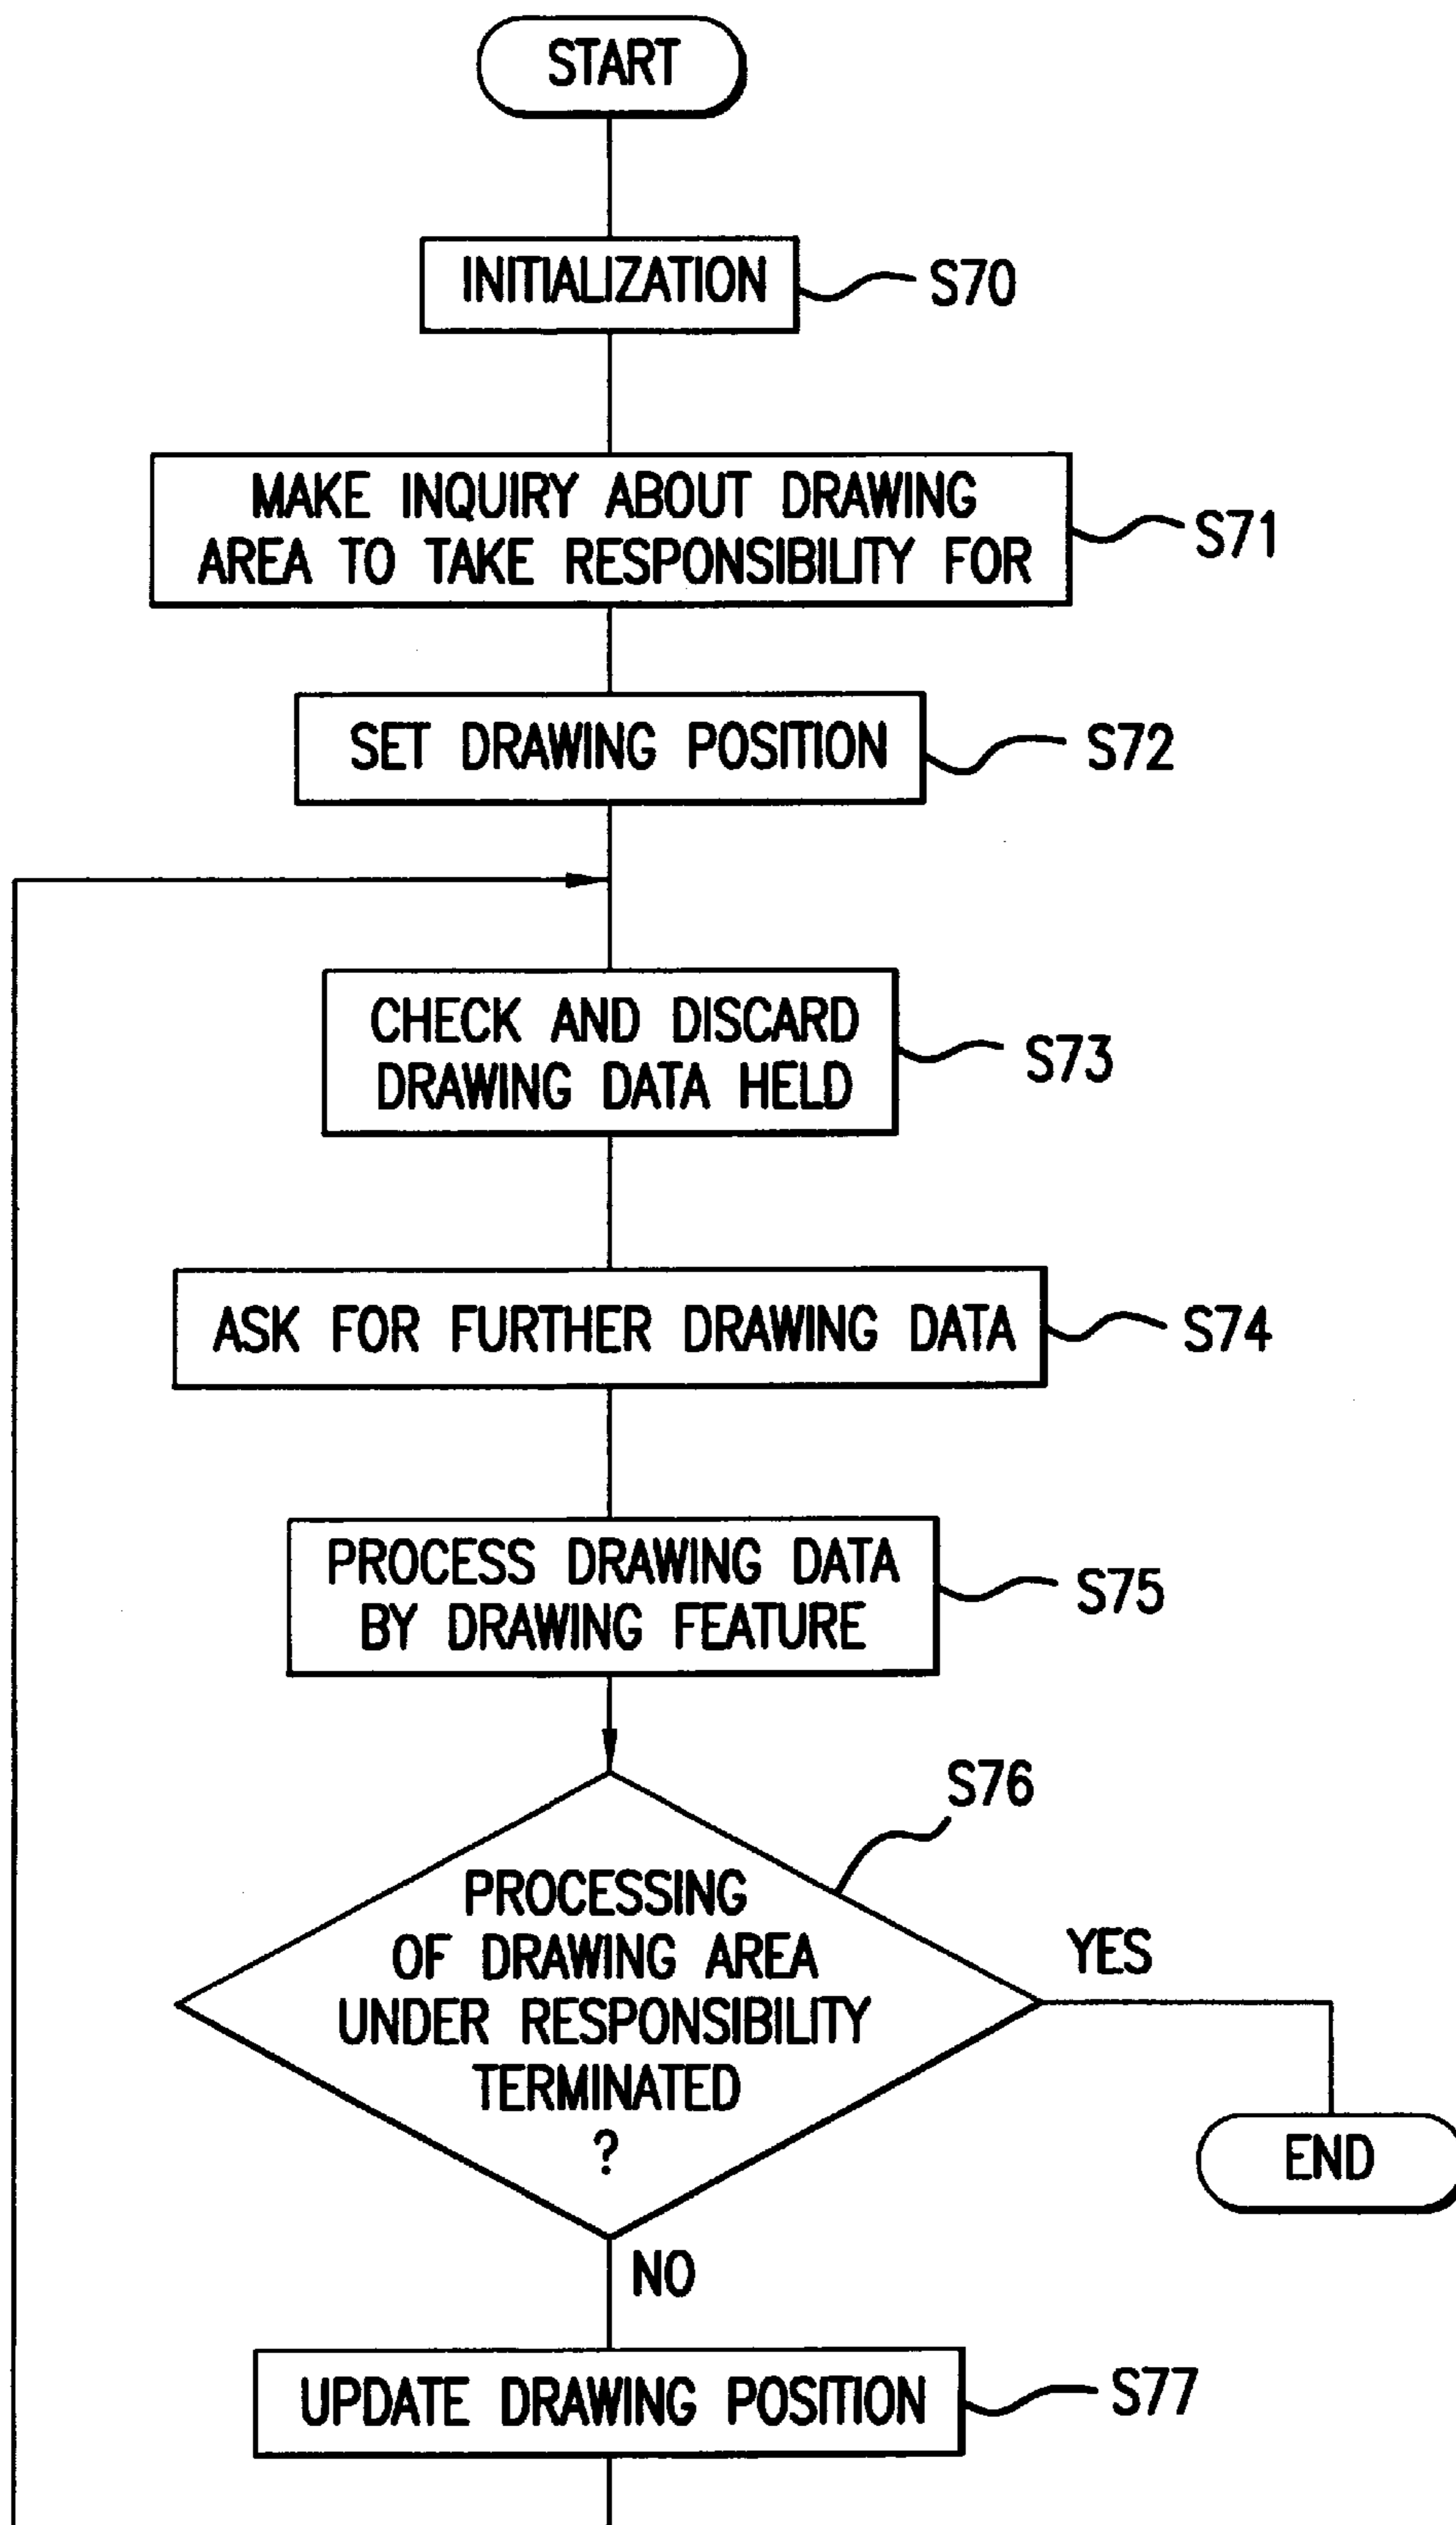 START
INITIALIZATION
S70
MAKE INQUIRY ABOUT DRAWING
AREA TO TAKE RESPONSIBILITY FOR
S71
SET DRAWING POSITION
S72
CHECK AND DISCARD
DRAWING DATA HELD
S73
ASK FOR FURTHER DRAWING DATA
S74
PROCESS DRAWING DATA
BY DRAWING FEATURE
S75
S76
PROCESSING
OF DRAWING AREA
UNDER RESPONSIBILITY
TERMINATED
?
YES
END
NO
UPDATE DRAWING POSITION
S77